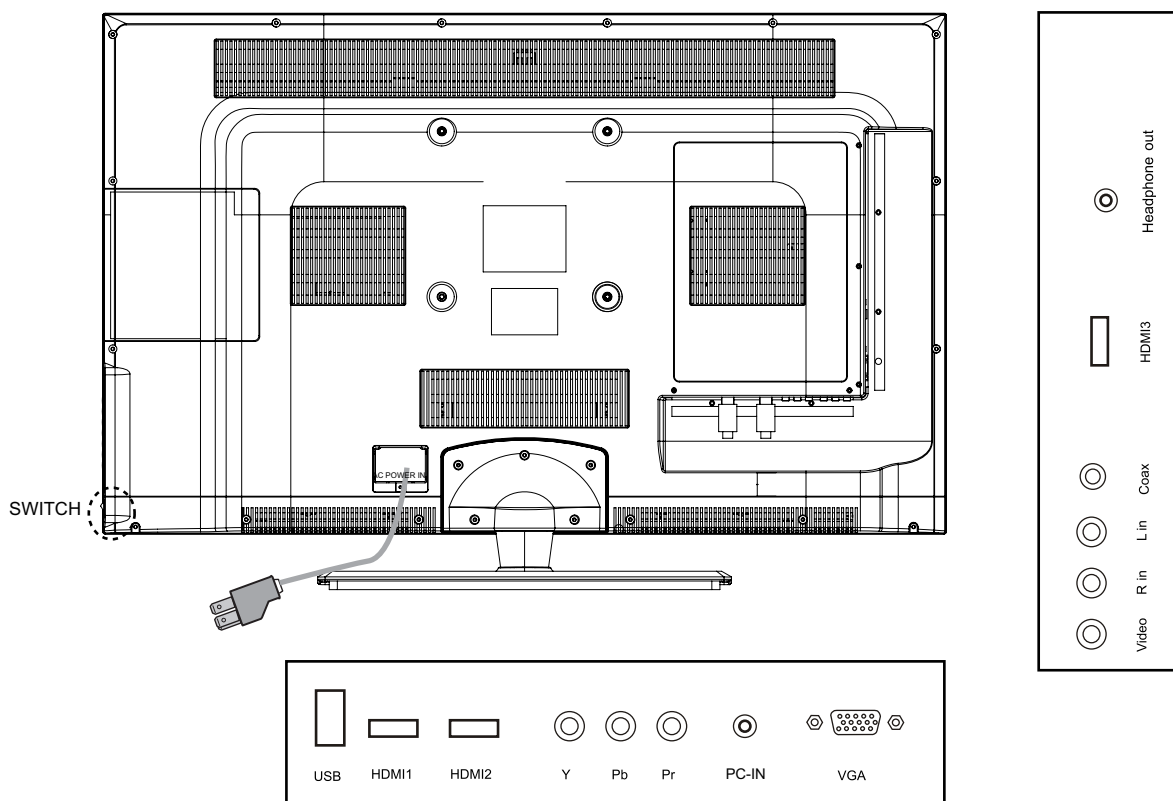 AC POWER IN
SWITCH
USB
HDMI1
HDMI2
Y
Pb
Pr
PC-IN
VGA
Headphone out
HDMI3
Coax
L in
R in
Video